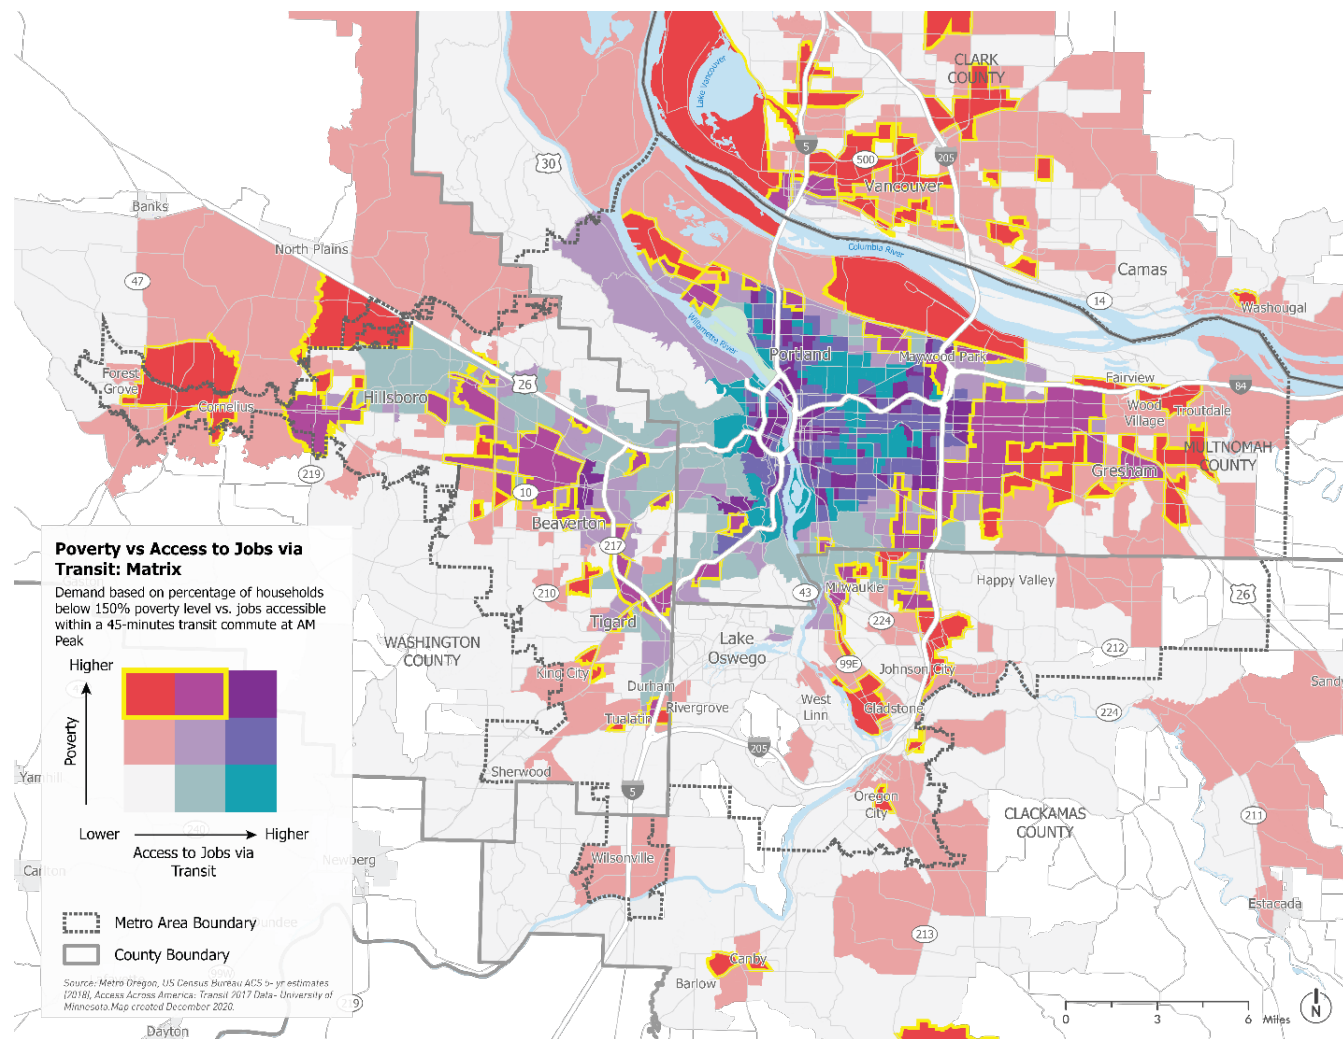 CLARK
COUNTY
Lake Vancouver
30
5
500
205
Vancouver
Banks
North Plains
Columbia River
Camas
47
14
Washougal
Willamette River
Portland
Maywood Park
Forest
Grove
26
Fairview
84
Hillsboro
Cornelius
Wood
Village
Troutdale
MULTNOMAH
COUNTY
219
Gresham
10
Beaverton
217
Poverty vs Access to Jobs via
Transit: Matrix
Gaston
Demand based on percentage of households
below 150% poverty level vs. jobs accessible
within a 45-minutes transit commute at AM
Peak
210
43
Milwaukie
Happy Valley
26
Tigard
224
WASHINGTON
COUNTY
Lake
Oswego
212
Higher
King City
99E
Johnson City
Sandy
Durham
Poverty
Tualatin
Rivergrove
West
Linn
Gladstone
224
205
Sherwood
Yamhill
5
Oregon
City
CLACKAMAS
COUNTY
211
Lower
Higher
240
Access to Jobs via
Transit
Newberg
Wilsonville
Carlton
Estacada
Metro Area Boundary
Dundee
213
County Boundary
Canby
99W
Barlow
Source: Metro Oregon, US Census Bureau ACS 5- yr estimates
(2018), Access Across America: Transit 2017 Data- University of
Minnesota.Map created December 2020.
219
Dayton
0 3 6 Miles
N